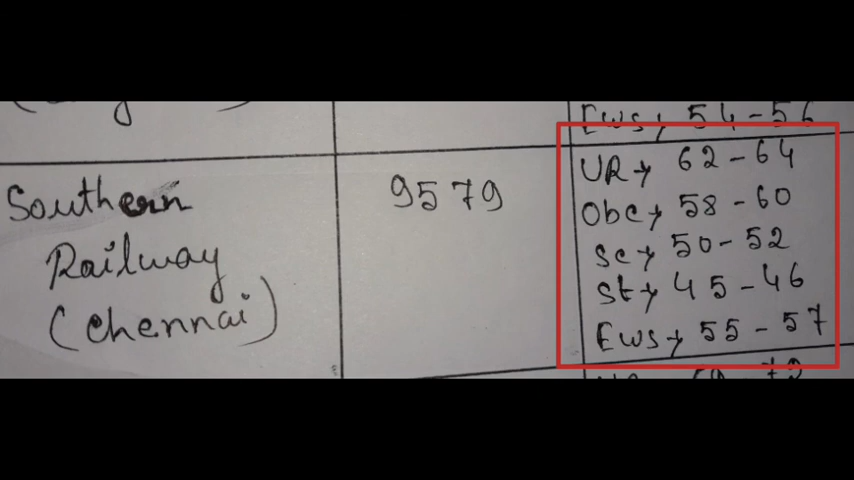 Ews → 54-56
Southern
Railway
(Chennai)
9579
UR → 62-64
Obc → 58-60
Sc → 50-52
St → 45-46
Ews → 55-57